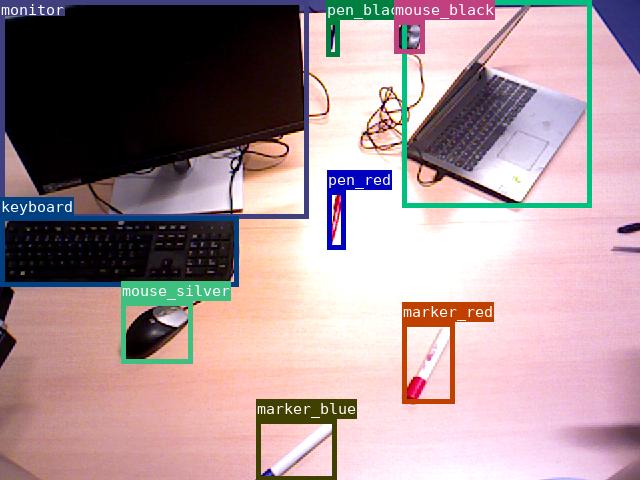 monitor
pen_blac
mouse_black
pen_red
keyboard
mouse_silver
marker_red
marker_blue